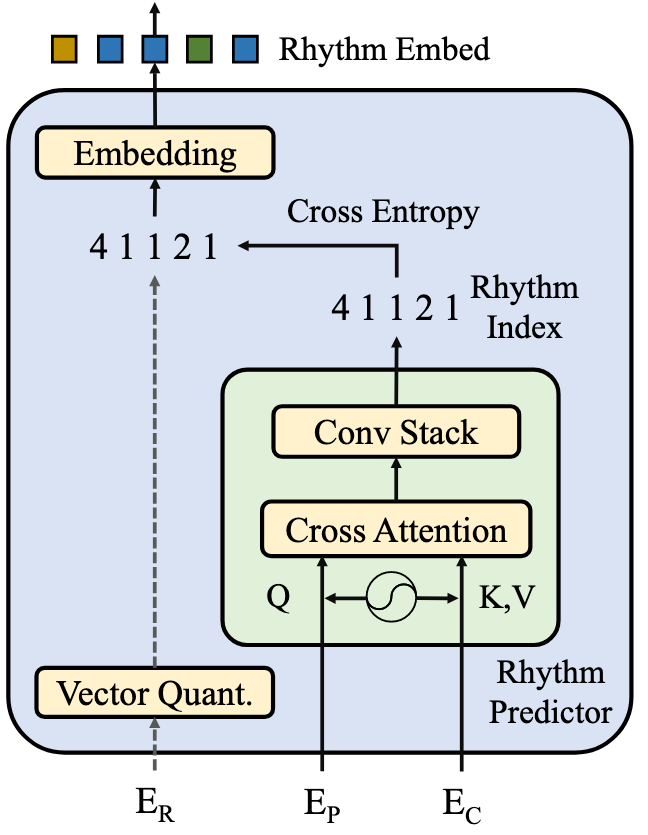 Rhythm Embed
Embedding
Cross Entropy
4 1 1 2 1
4 1 1 2 1
Rhythm
Index
Conv Stack
Cross Attention
Q
K,V
Rhythm
Predictor
Vector Quant.
E_R
E_P
E_C